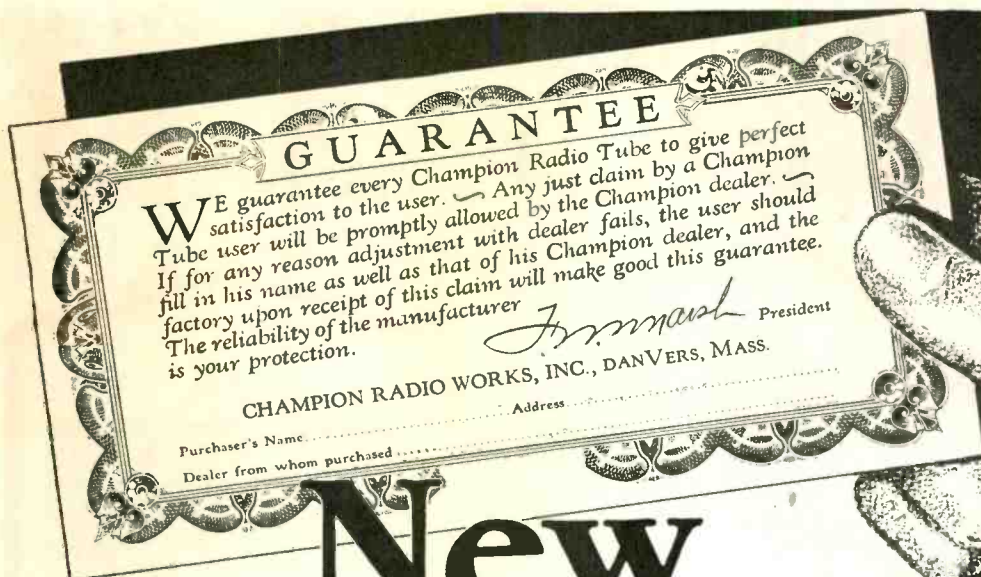 GUARANTEE
WE guarantee every Champion Radio Tube to give perfect
satisfaction to the user. Any just claim by a Champion
Tube user will be promptly allowed by the Champion dealer.
If for any reason adjustment with dealer fails, the user should
fill in his name as well as that of his Champion dealer, and the
factory upon receipt of this claim will make good this guarantee.
The reliability of the manufacturer
is your protection.
President
CHAMPION RADIO WORKS, INC., DANVERS, MASS.
Purchaser's Name.......... Address..........
Dealer from whom purchased ..........
New